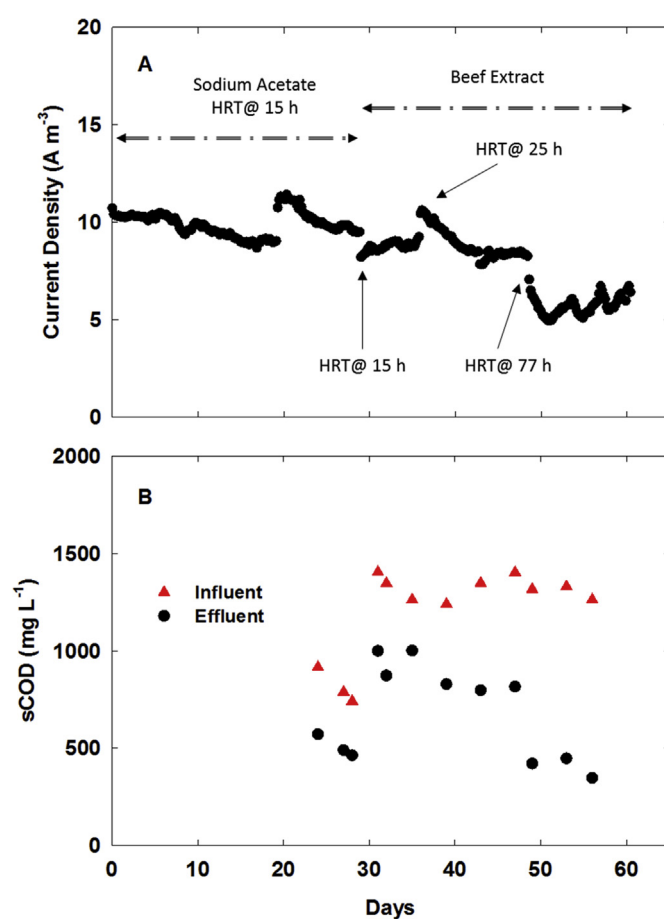 20
A
Sodium Acetate
HRT@ 15 h
Beef Extract
15
HRT@ 25 h
10
5
HRT@ 15 h
HRT@ 77 h
0
Current Density (A m-3)
2000
B
1500
Influent
Effluent
1000
500
0
sCOD (mg L-1)
0
10
20
30
40
50
60
Days